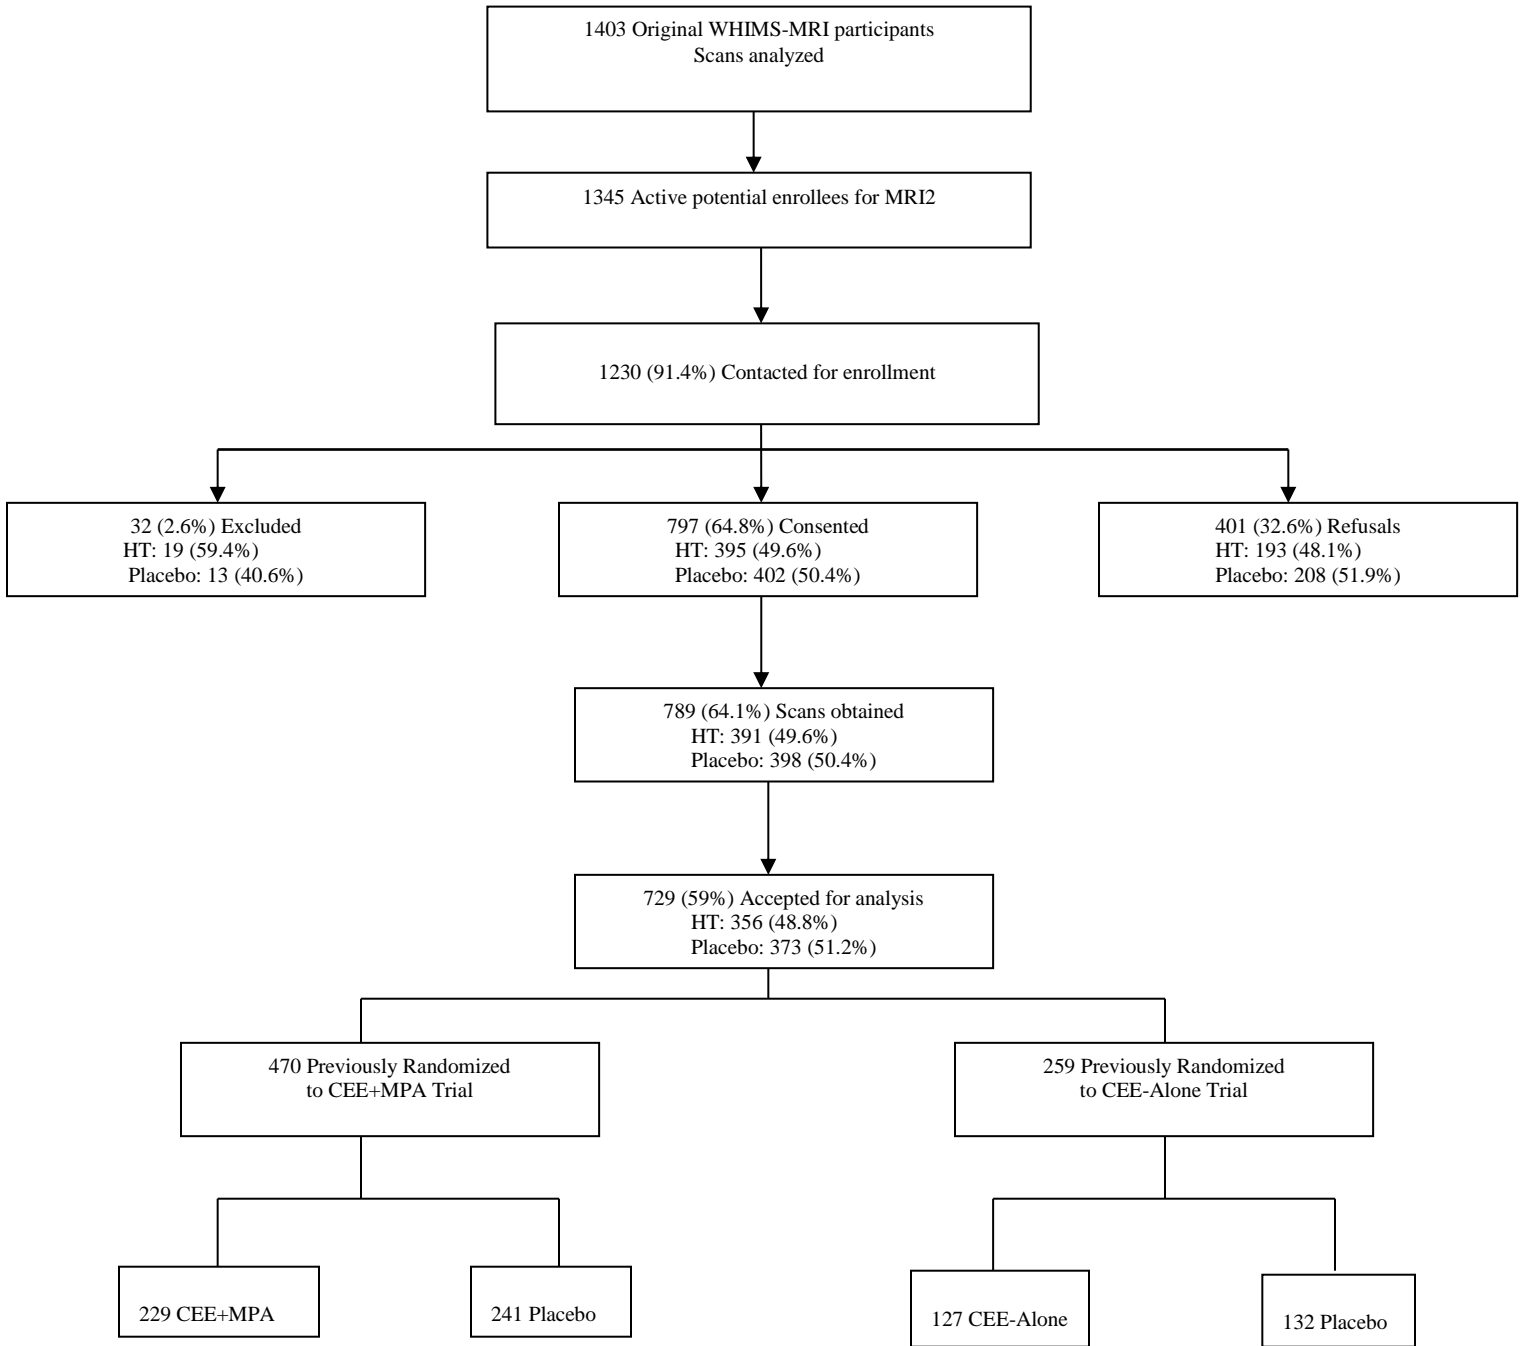 1403 Original WHIMS-MRI participants
Scans analyzed
1345 Active potential enrollees for MRI2
1230 (91.4%) Contacted for enrollment
32 (2.6%) Excluded
HT: 19 (59.4%)
Placebo: 13 (40.6%)
797 (64.8%) Consented
HT: 395 (49.6%)
Placebo: 402 (50.4%)
401 (32.6%) Refusals
HT: 193 (48.1%)
Placebo: 208 (51.9%)
789 (64.1%) Scans obtained
HT: 391 (49.6%)
Placebo: 398 (50.4%)
729 (59%) Accepted for analysis
HT: 356 (48.8%)
Placebo: 373 (51.2%)
470 Previously Randomized
to CEE+MPA Trial
259 Previously Randomized
to CEE-Alone Trial
229 CEE+MPA
241 Placebo
127 CEE-Alone
132 Placebo